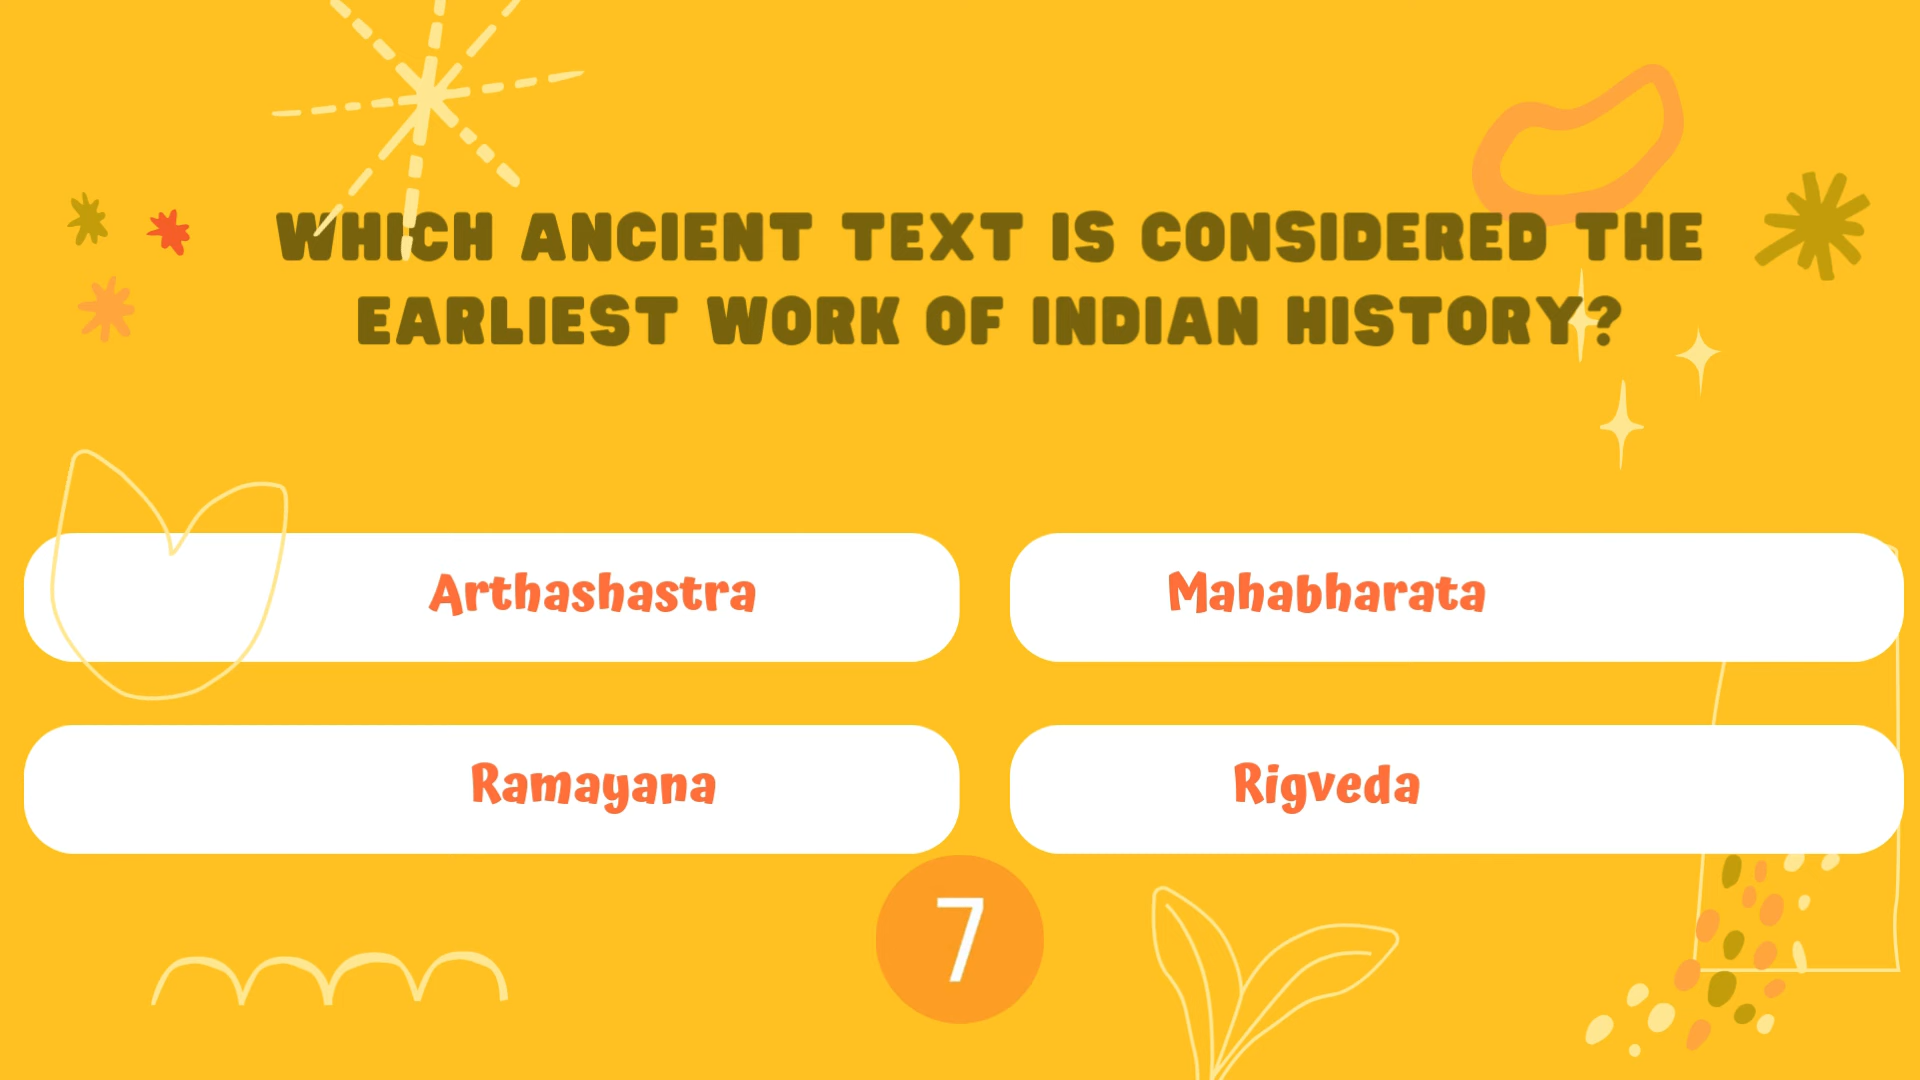 WHICH ANCIENT TEXT IS CONSIDERED THE
EARLIEST WORK OF INDIAN HISTORY?
Arthashastra
Mahabharata
Ramayana
Rigveda
7